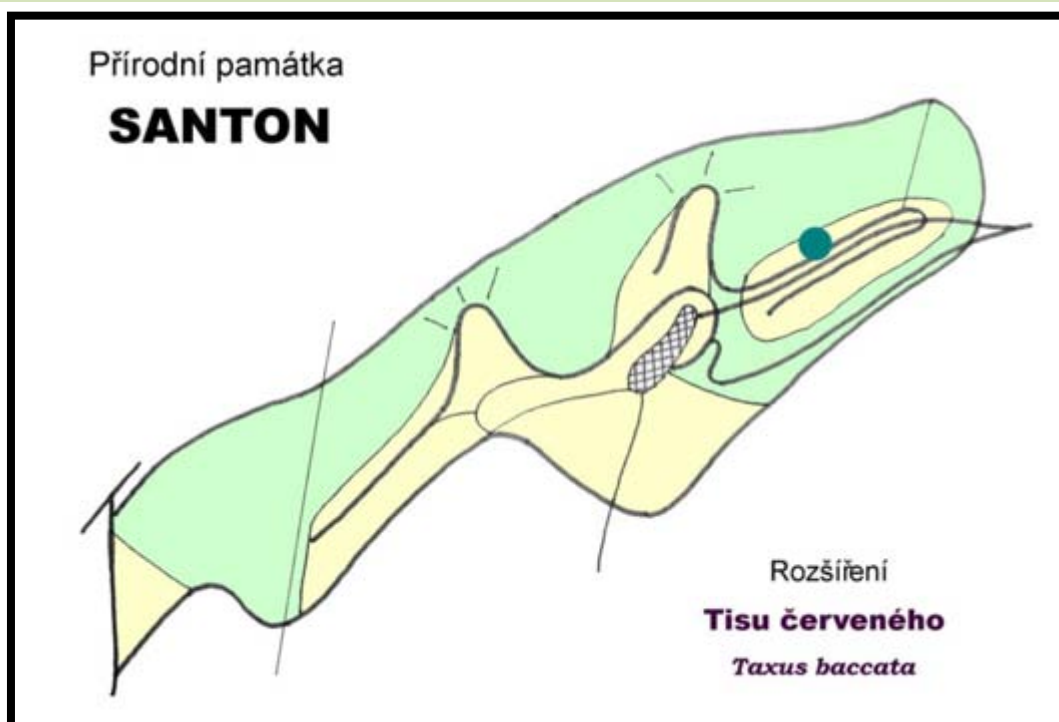 Přírodní památka
SANTON
Rozšíření
Tisu červeného
Taxus baccata